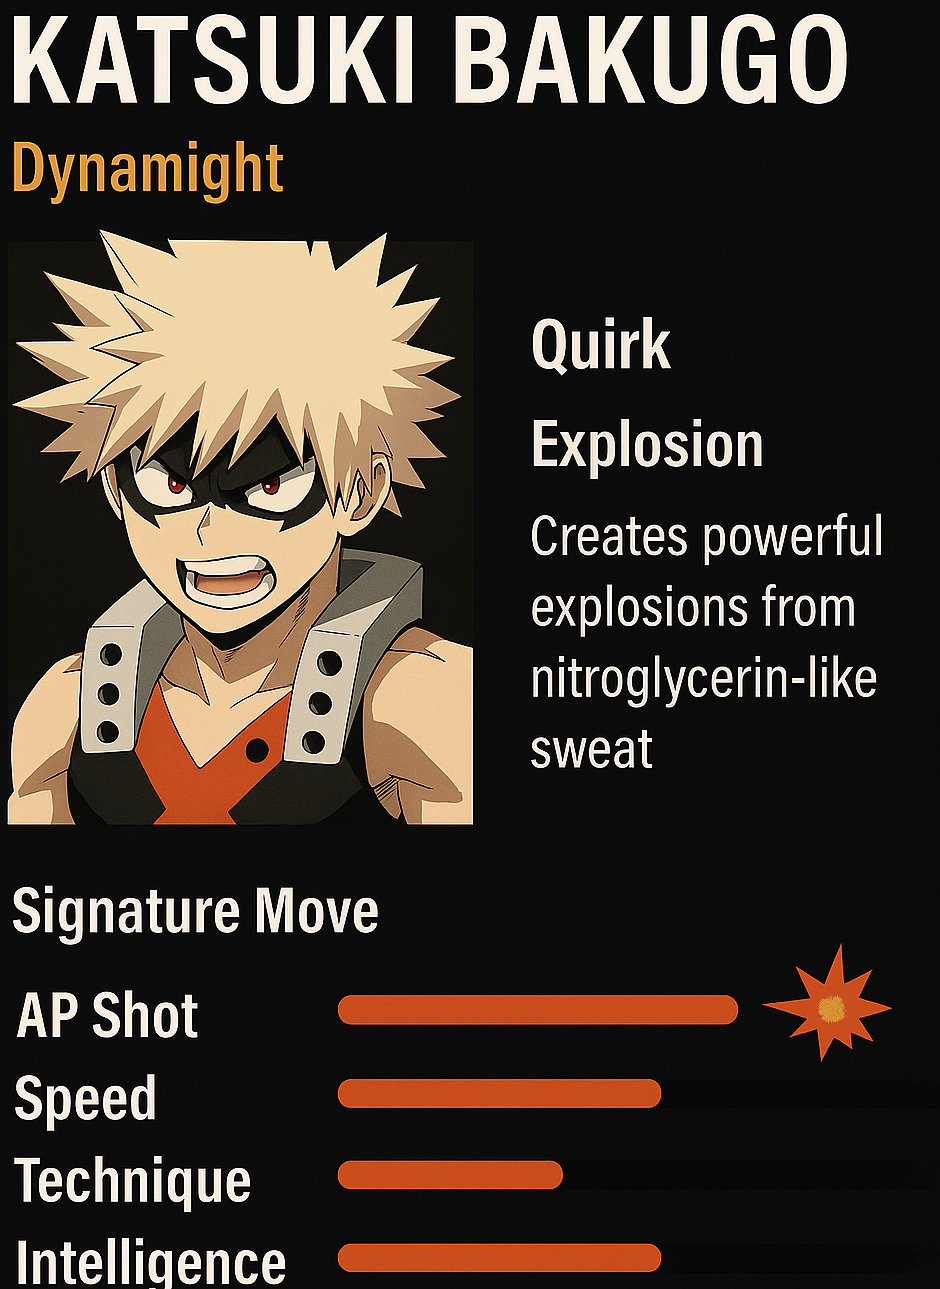 KATSUKI BAKUGO
Dynamight
Quirk
Explosion
Creates powerful
explosions from
nitroglycerin-like
sweat
Signature Move
AP Shot
Speed
Technique
Intelligence